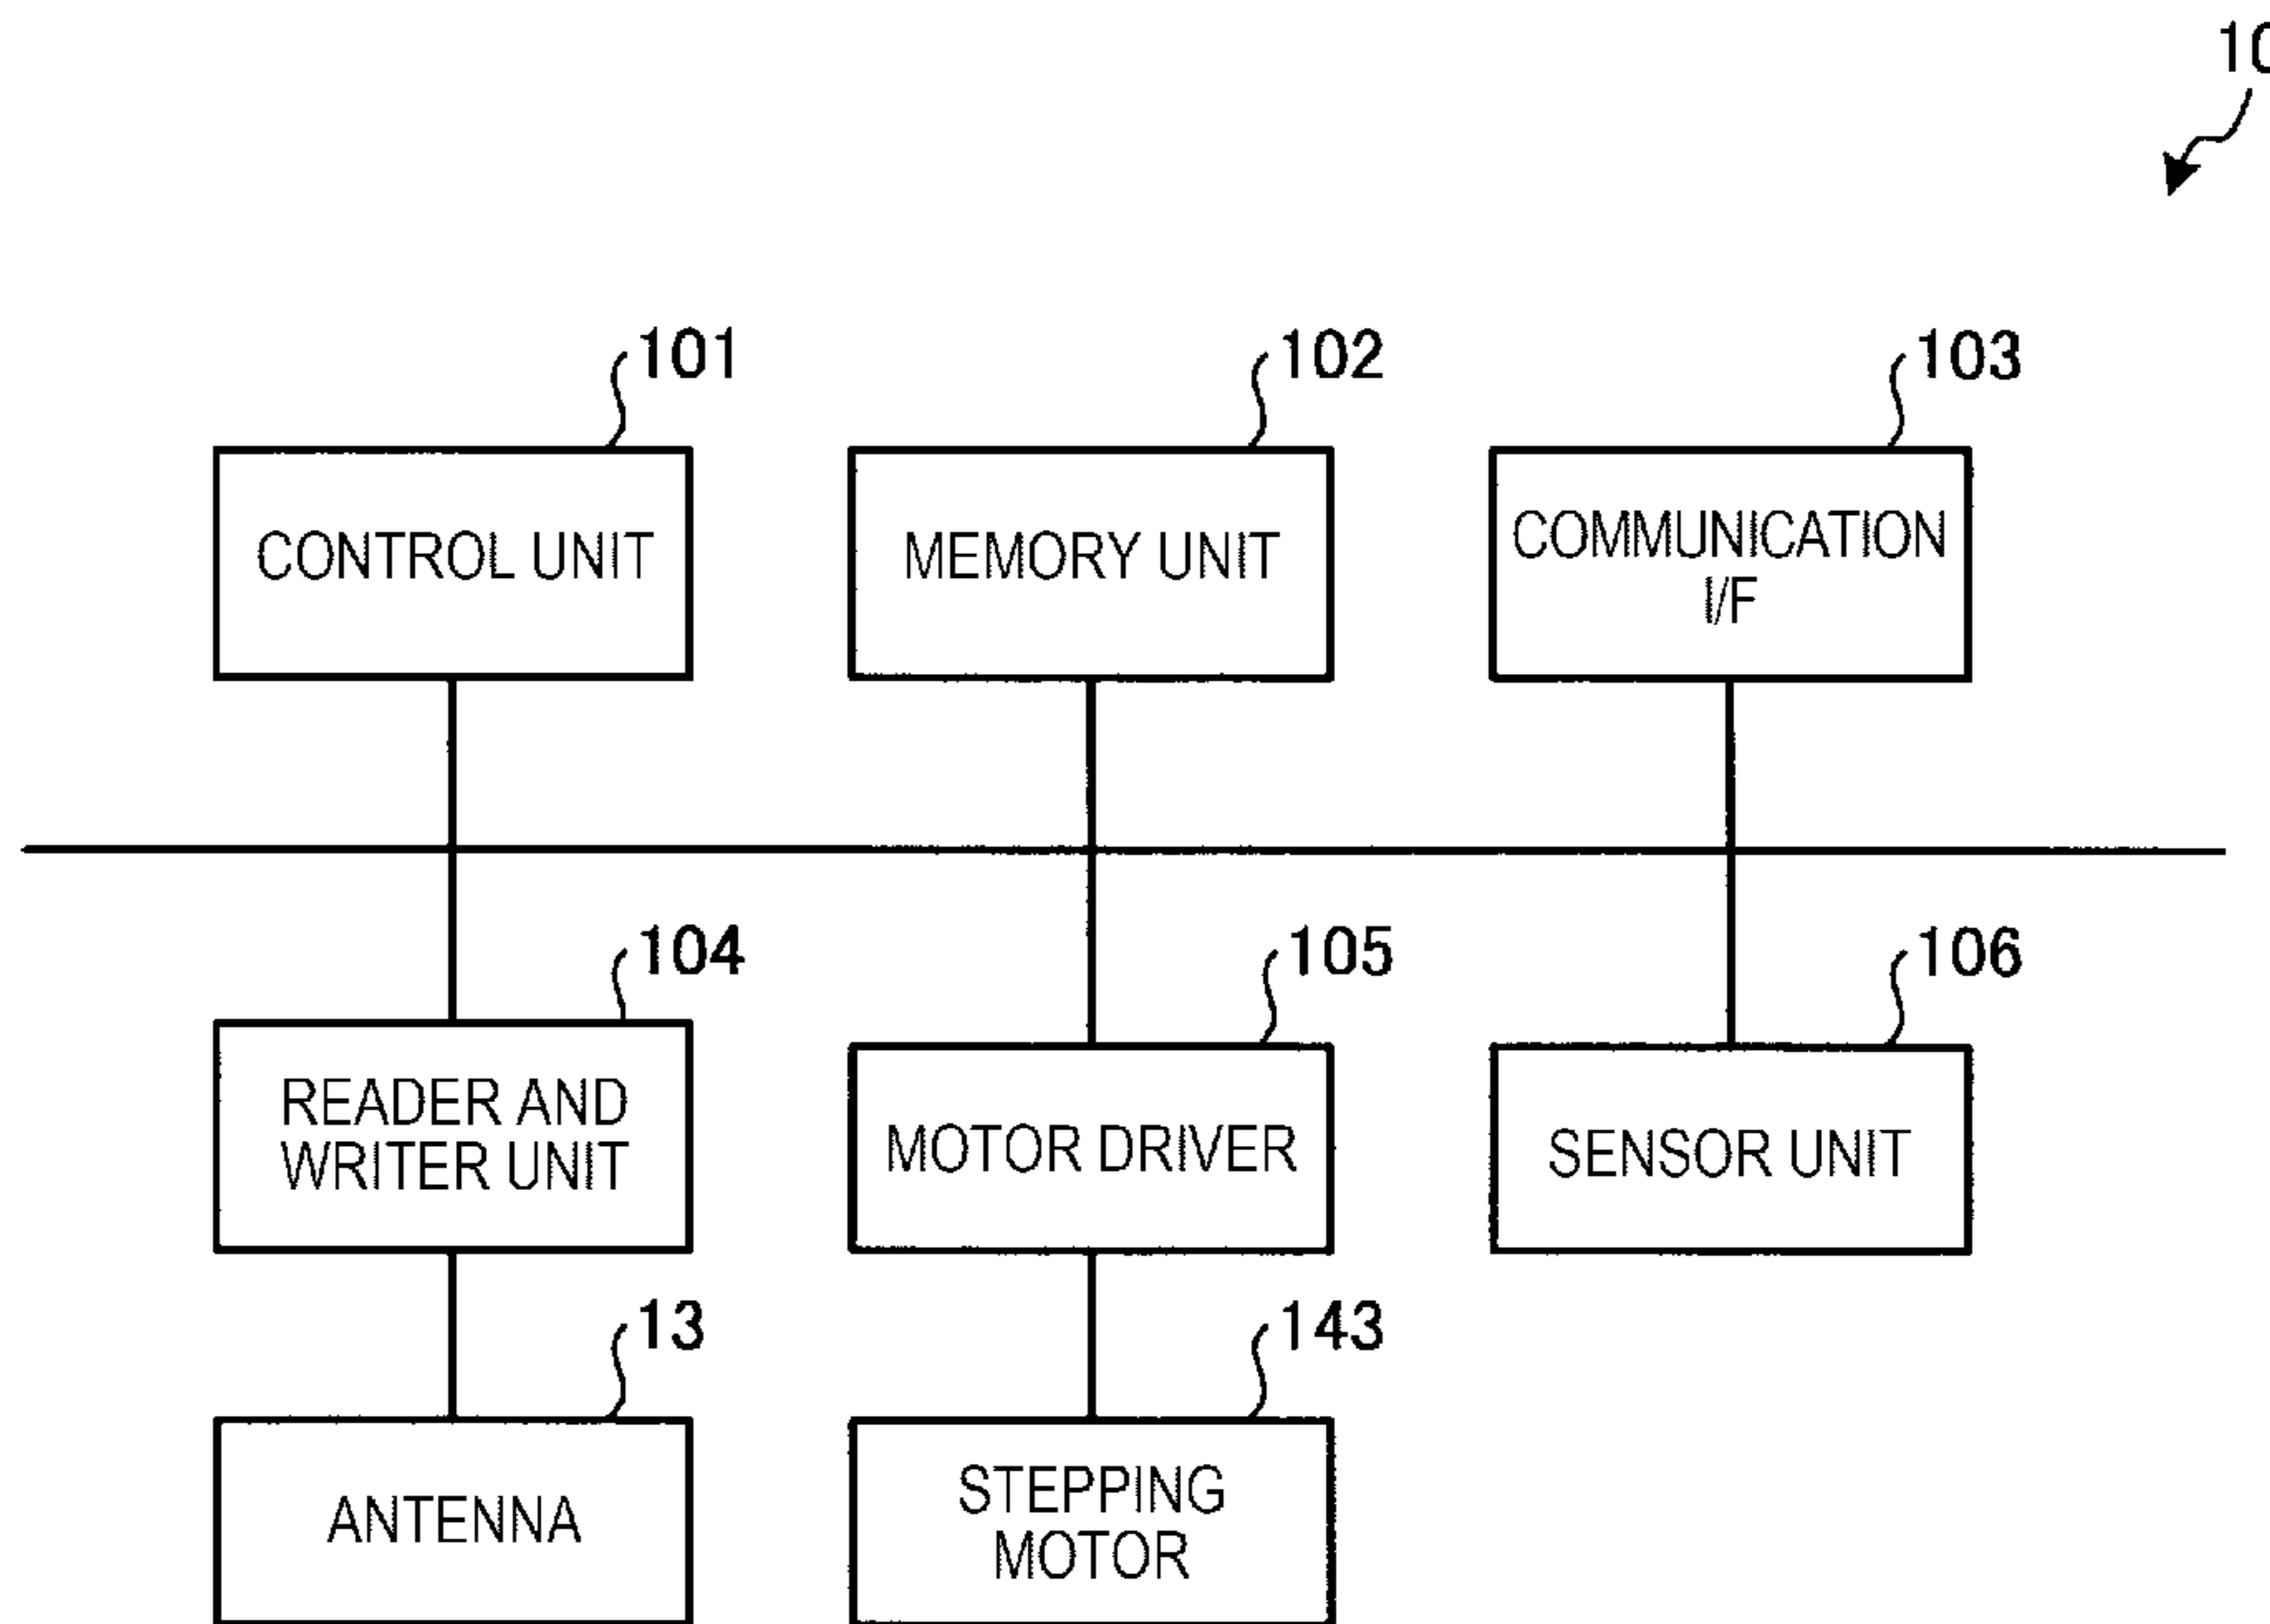 10
101
102
103
CONTROL UNIT
MEMORY UNIT
COMMUNICATION
I/F
104
105
106
READER AND
WRITER UNIT
MOTOR DRIVER
SENSOR UNIT
13
143
ANTENNA
STEPPING
MOTOR